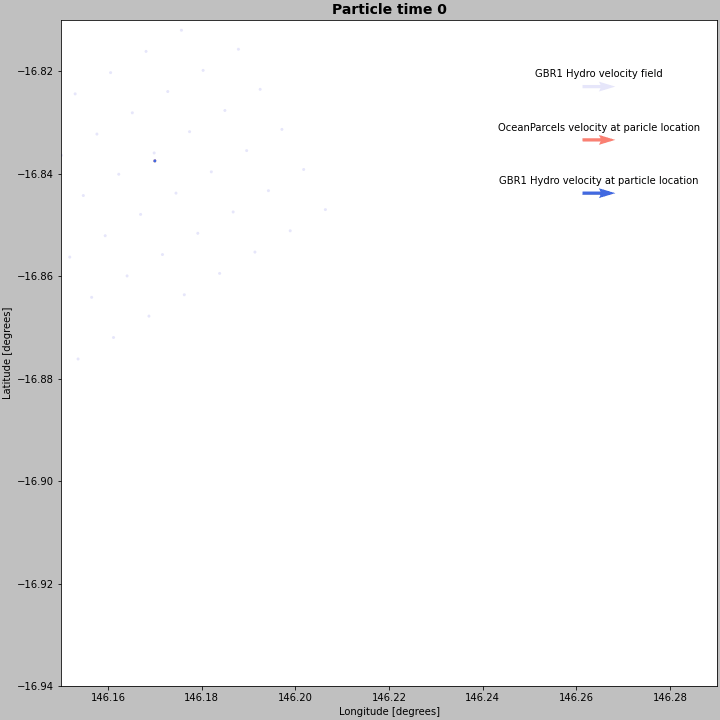 Particle time 0
GBR1 Hydro velocity field
OceanParcels velocity at paricle location
GBR1 Hydro velocity at particle location
−16.82
−16.84
−16.86
−16.88
−16.90
−16.92
−16.94
Latitude [degrees]
146.16 146.18 146.20 146.22 146.24 146.26 146.28
Longitude [degrees]